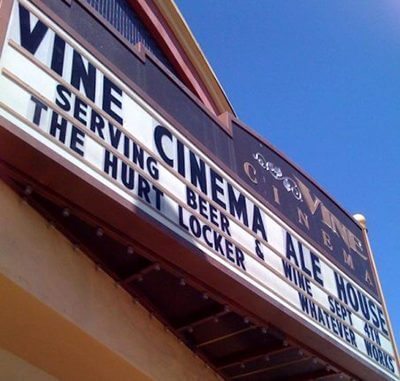 VINE CINEMA ALE HOUSE
SERVING BEER & WINE SEPT 4TH
THE HURT LOCKER WHATEVER WORKS
VINE
CINEMA